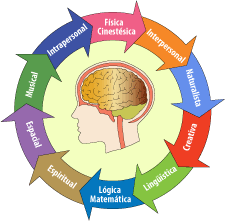 Física
Cinestésica
Interpersonal
Naturalista
Creativa
Lingüística
Lógica
Matemática
Espiritual
Espacial
Musical
Intrapersonal